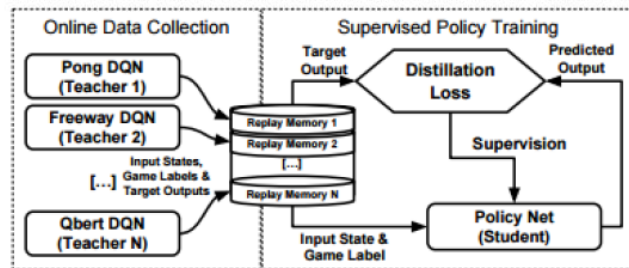 Online Data Collection
Supervised Policy Training
Pong DQN
(Teacher 1)
Freeway DQN
(Teacher 2)
[...]
Input States,
Game Labels &
Target Outputs
Qbert DQN
(Teacher N)
Replay Memory 1
Replay Memory 2
[...]
Replay Memory N
Target
Output
Distillation
Loss
Predicted
Output
Supervision
Input State &
Game Label
Policy Net
(Student)